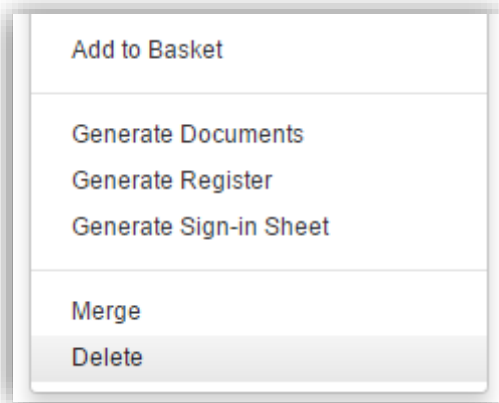 Add to Basket
Generate Documents
Generate Register
Generate Sign-in Sheet
Merge
Delete